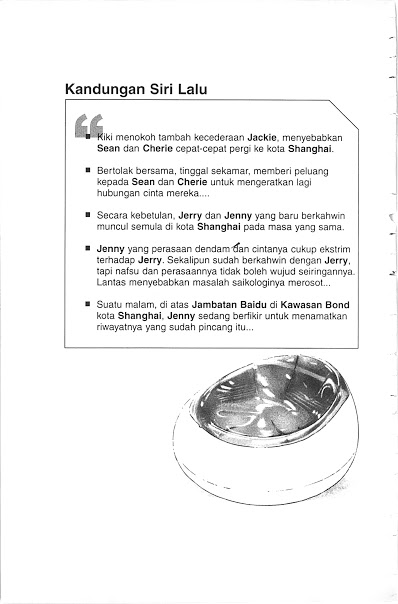 Kandungan Siri Lalu
■ Kiki menokoh tambah kecederaan Jackie, menyebabkan
Sean dan Cherie cepat-cepat pergi ke kota Shanghai.
■ Bertolak bersama, tinggal sekamar, memberi peluang
kepada Sean dan Cherie untuk mengeratkan lagi
hubungan cinta mereka....
■ Secara kebetulan, Jerry dan Jenny yang baru berkahwin
muncul semula di kota Shanghai pada masa yang sama.
■ Jenny yang perasaan dendam dan cintanya cukup ekstrim
terhadap Jerry. Sekalipun sudah berkahwin dengan Jerry,
tapi nafsu dan perasaannya tidak boleh wujud seiringannya.
Lantas menyebabkan masalah saikologinya merosot...
■ Suatu malam, di atas Jambatan Baidu di Kawasan Bond
kota Shanghai, Jenny sedang berfikir untuk menamatkan
riwayatnya yang sudah pincang itu...